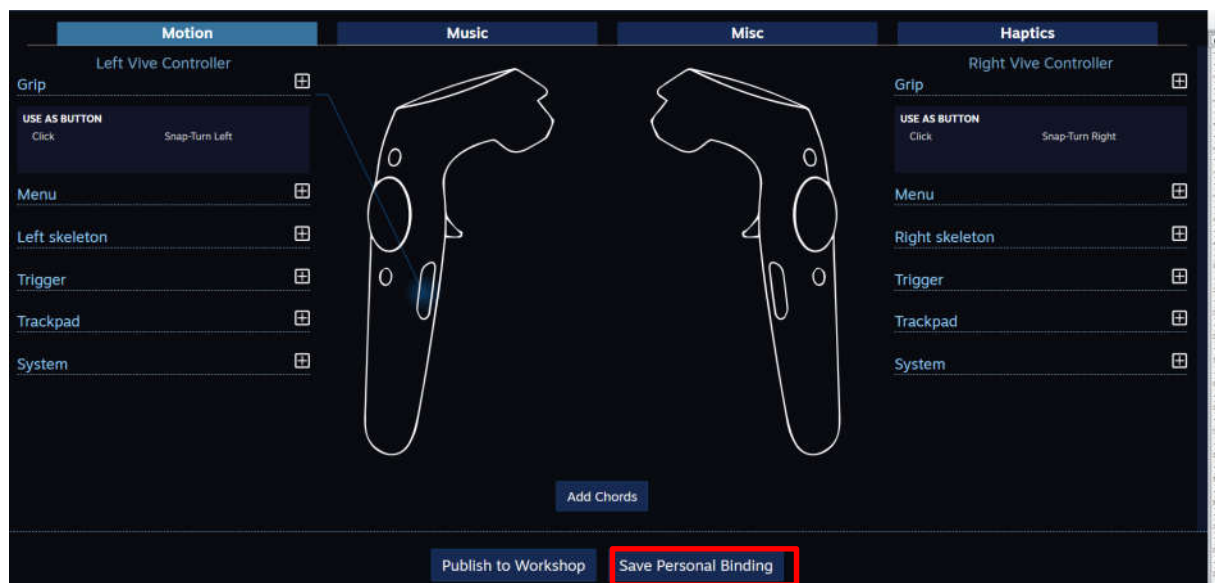 Motion
Music
Misc
Haptics
Left Vive Controller
Grip
USE AS BUTTON
Click Snap-Turn Left
Menu
Left skeleton
Trigger
Trackpad
System
Right Vive Controller
Grip
USE AS BUTTON
Click Snap-Turn Right
Menu
Right skeleton
Trigger
Trackpad
System
Add Chords
Publish to Workshop
Save Personal Binding